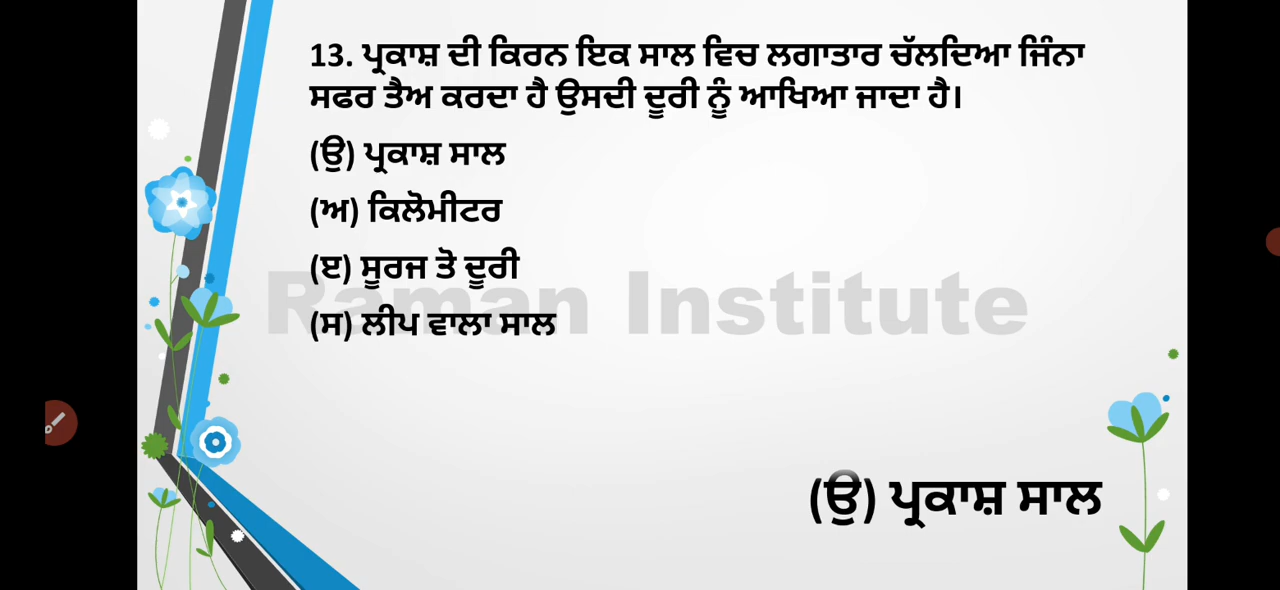 13. ਪ੍ਰਕਾਸ਼ ਦੀ ਕਿਰਨ ਇਕ ਸਾਲ ਵਿਚ ਲਗਾਤਾਰ ਚੱਲਦਿਆ ਜਿੰਨਾ
ਸਫਰ ਤੈਅ ਕਰਦਾ ਹੈ ਉਸਦੀ ਦੂਰੀ ਨੂੰ ਆਖਿਆ ਜਾਦਾ ਹੈ।
(ੳ) ਪ੍ਰਕਾਸ਼ ਸਾਲ
(ਅ) ਕਿਲੋਮੀਟਰ
(ੲ) ਸੂਰਜ ਤੋ ਦੂਰੀ
(ਸ) ਲੀਪ ਵਾਲਾ ਸਾਲ
Raman Institute
(ੳ) ਪ੍ਰਕਾਸ਼ ਸਾਲ